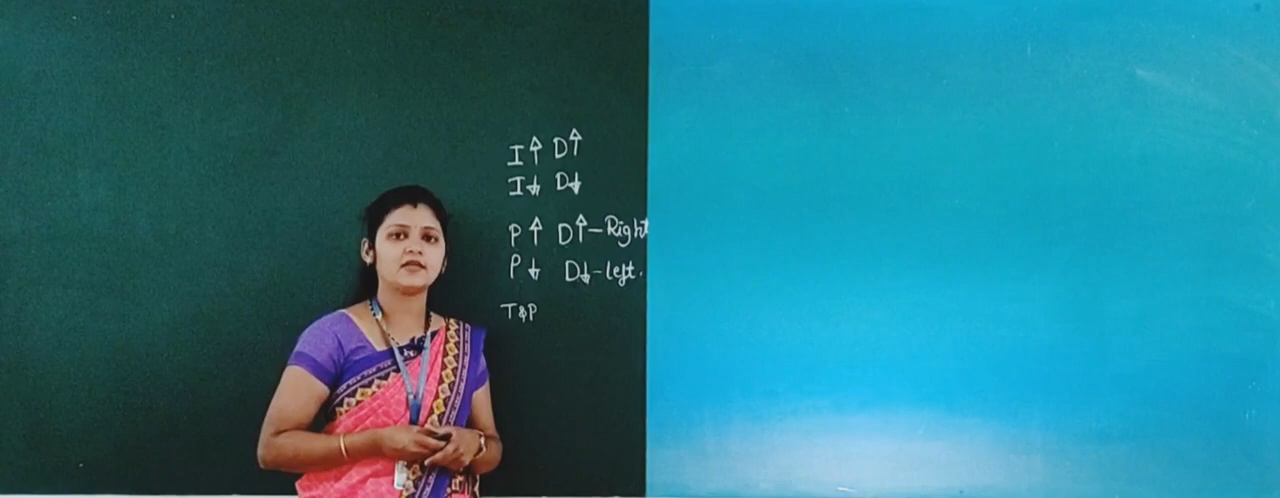 I↑ D↑
I↓ D↓
P↑ D↑-Right
P↓ D↓-left.
T&P